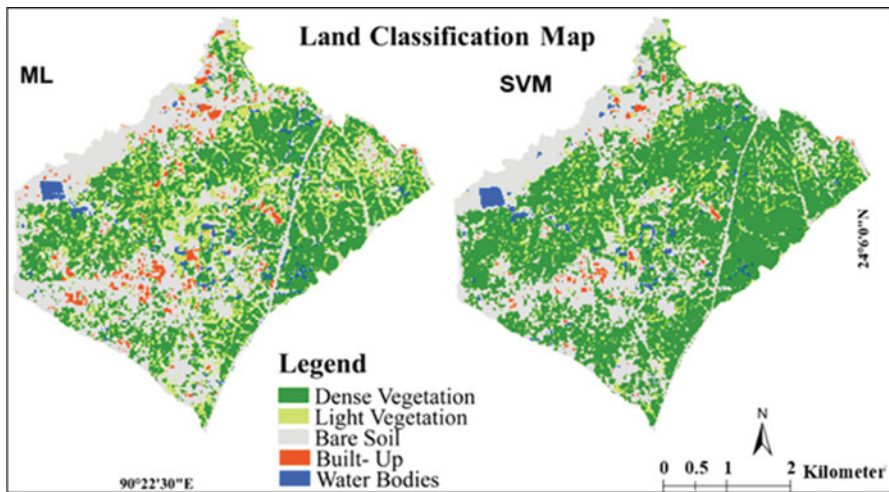 Land Classification Map
ML
SVM
24°6'0"N
Legend
Dense Vegetation
Light Vegetation
Bare Soil
Built- Up
Water Bodies
90°22'30"E
N
0 0.5 1 2 Kilometer